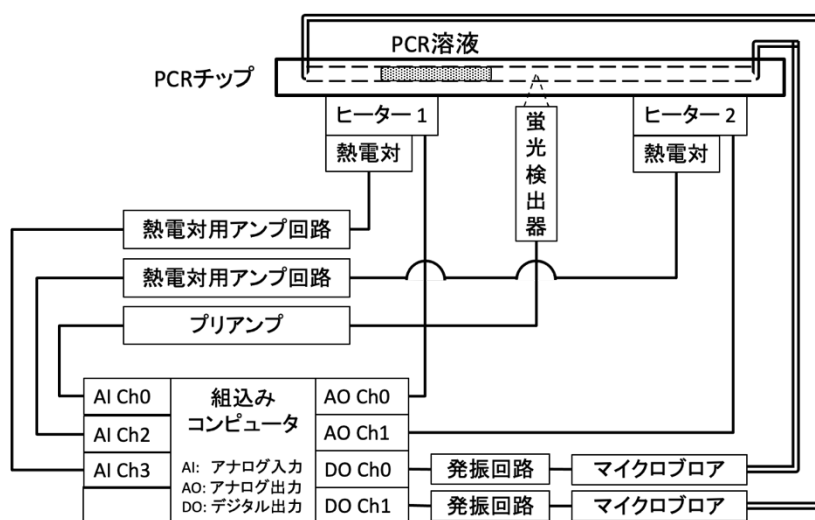 PCR溶液
PCRチップ
ヒーター 1
ヒーター 2
熱電対
熱電対
蛍光検出器
熱電対用アンプ回路
熱電対用アンプ回路
プリアンプ
AI Ch0
AI Ch2
AI Ch3
組込み
コンピュータ
AI: アナログ入力
AO: アナログ出力
DO: デジタル出力
AO Ch0
AO Ch1
DO Ch0
DO Ch1
発振回路
マイクロブロア
発振回路
マイクロブロア